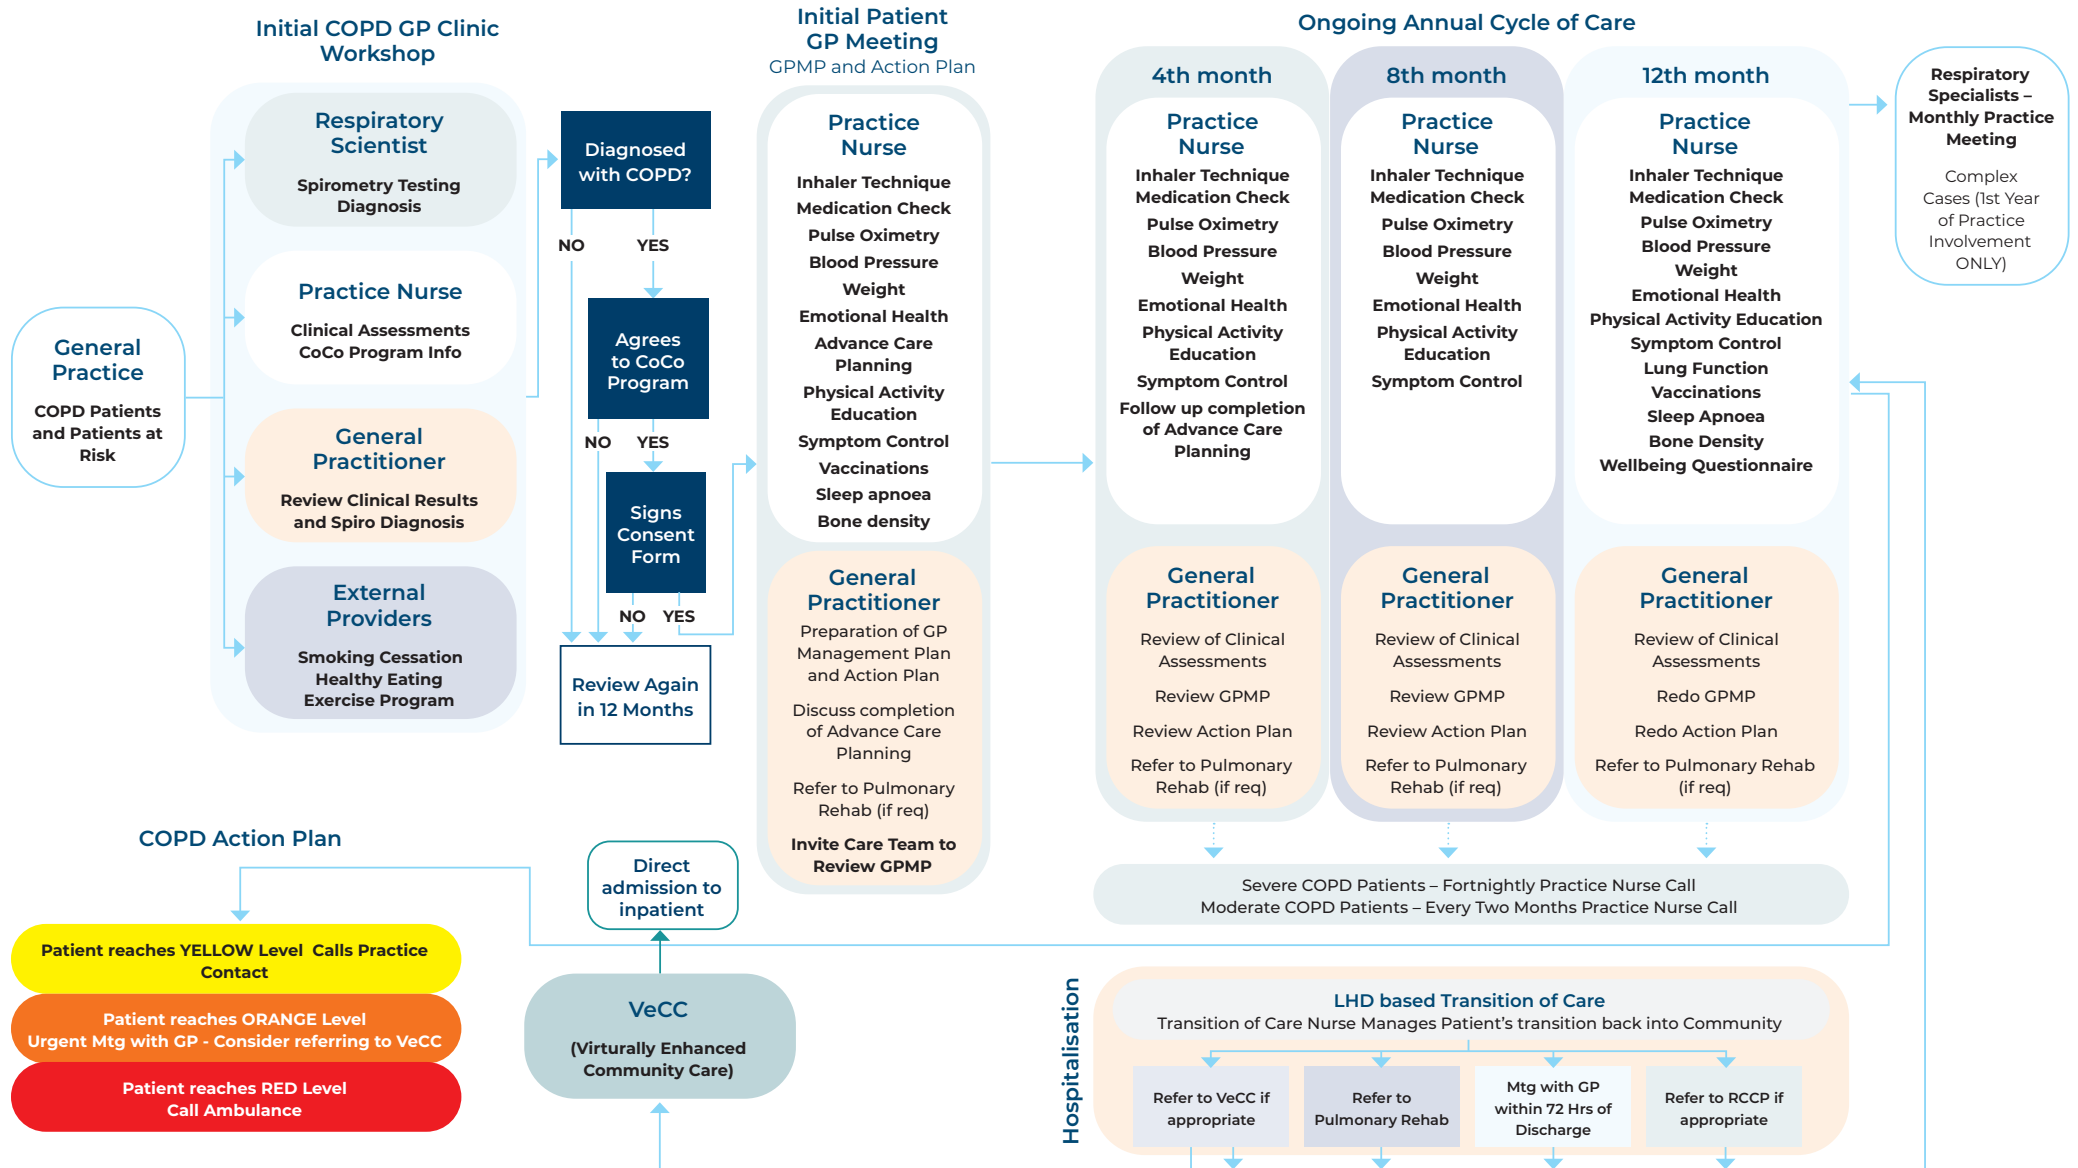 Initial COPD GP Clinic
Workshop
General
Practice
COPD Patients
and Patients at
Risk
Respiratory
Scientist
Spirometry Testing
Diagnosis
Practice Nurse
Clinical Assessments
CoCo Program Info
General
Practitioner
Review Clinical Results
and Spiro Diagnosis
External
Providers
Smoking Cessation
Healthy Eating
Exercise Program
Diagnosed
with COPD?
NO
YES
Agrees
to CoCo
Program
NO
YES
Signs
Consent
Form
NO
YES
Review Again
in 12 Months
Initial Patient
GP Meeting
GPMP and Action Plan
Practice
Nurse
Inhaler Technique
Medication Check
Pulse Oximetry
Blood Pressure
Weight
Emotional Health
Advance Care
Planning
Physical Activity
Education
Symptom Control
Vaccinations
Sleep apnoea
Bone density
General
Practitioner
Preparation of GP
Management Plan
and Action Plan
Discuss completion
of Advance Care
Planning
Refer to Pulmonary
Rehab (if req)
Invite Care Team to
Review GPMP
Ongoing Annual Cycle of Care
4th month
Practice
Nurse
Inhaler Technique
Medication Check
Pulse Oximetry
Blood Pressure
Weight
Emotional Health
Physical Activity
Education
Symptom Control
Follow up completion
of Advance Care
Planning
General
Practitioner
Review of Clinical
Assessments
Review GPMP
Review Action Plan
Refer to Pulmonary
Rehab (if req)
8th month
Practice
Nurse
Inhaler Technique
Medication Check
Pulse Oximetry
Blood Pressure
Weight
Emotional Health
Physical Activity
Education
Symptom Control
General
Practitioner
Review of Clinical
Assessments
Review GPMP
Review Action Plan
Refer to Pulmonary
Rehab (if req)
12th month
Practice
Nurse
Inhaler Technique
Medication Check
Pulse Oximetry
Blood Pressure
Weight
Emotional Health
Physical Activity Education
Symptom Control
Lung Function
Vaccinations
Sleep Apnoea
Bone Density
Wellbeing Questionnaire
General
Practitioner
Review of Clinical
Assessments
Redo GPMP
Redo Action Plan
Refer to Pulmonary Rehab
(if req)
Respiratory
Specialists –
Monthly Practice
Meeting
Complex
Cases (1st Year
of Practice
Involvement
ONLY)
Severe COPD Patients – Fortnightly Practice Nurse Call
Moderate COPD Patients – Every Two Months Practice Nurse Call
COPD Action Plan
Patient reaches YELLOW Level Calls Practice
Contact
Patient reaches ORANGE Level
Urgent Mtg with GP - Consider referring to VeCC
Patient reaches RED Level
Call Ambulance
Direct
admission to
inpatient
VeCC
(Virturally Enhanced
Community Care)
Hospitalisation
LHD based Transition of Care
Transition of Care Nurse Manages Patient’s transition back into Community
Refer to VeCC if
appropriate
Refer to
Pulmonary Rehab
Mtg with GP
within 72 Hrs of
Discharge
Refer to RCCP if
appropriate